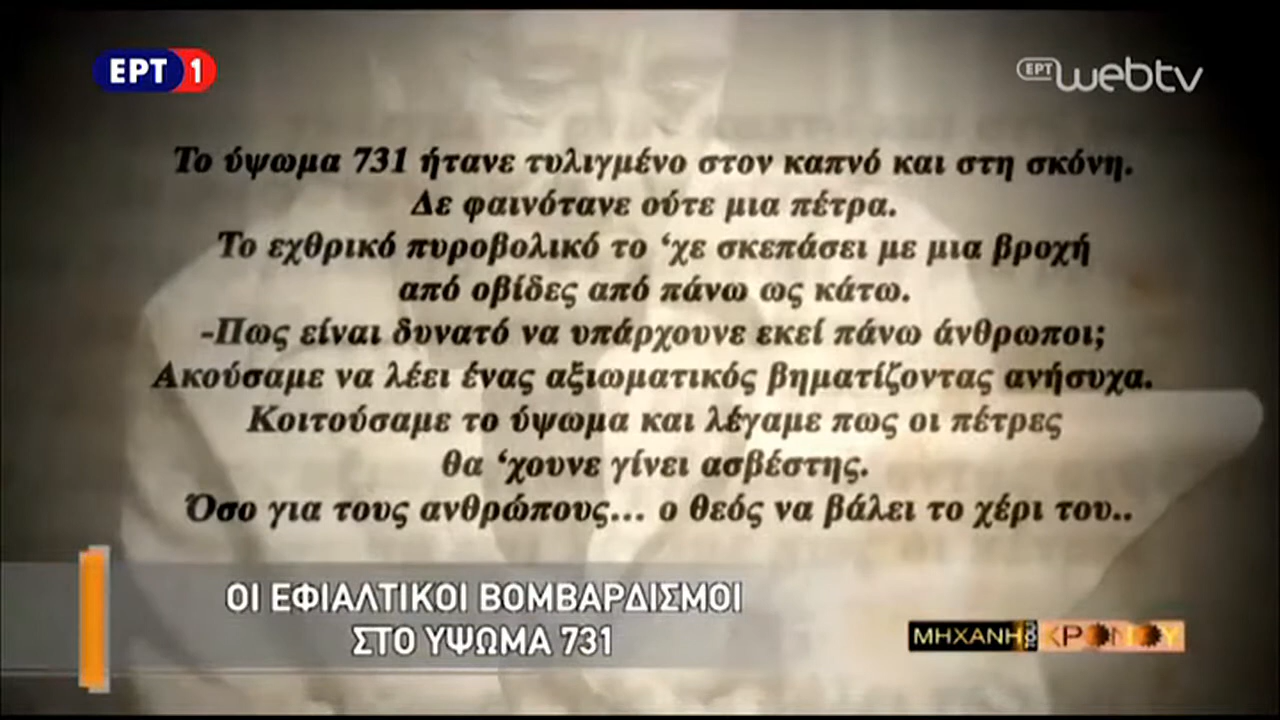 ΕΡΤ 1
ΕΡΤ webtv
Το ύψωμα 731 ήτανε τυλιγμένο στον καπνό και στη σκόνη.
Δε φαινότανε ούτε μια πέτρα.
Το εχθρικό πυροβολικό το ‘χε σκεπάσει με μια βροχή
από οβίδες από πάνω ως κάτω.
-Πως είναι δυνατό να υπάρχουνε εκεί πάνω άνθρωποι;
Ακούσαμε να λέει ένας αξιωματικός βηματίζοντας ανήσυχα.
Κοιτούσαμε το ύψωμα και λέγαμε πως οι πέτρες
θα ‘χουνε γίνει ασβέστης.
Όσο για τους ανθρώπους... ο θεός να βάλει το χέρι του..
ΟΙ ΕΦΙΑΛΤΙΚΟΙ ΒΟΜΒΑΡΔΙΣΜΟΙ
ΣΤΟ ΥΨΩΜΑ 731
ΜΗΧΑΝΗ ΤΟΥ ΧΡΟΝΟΥ